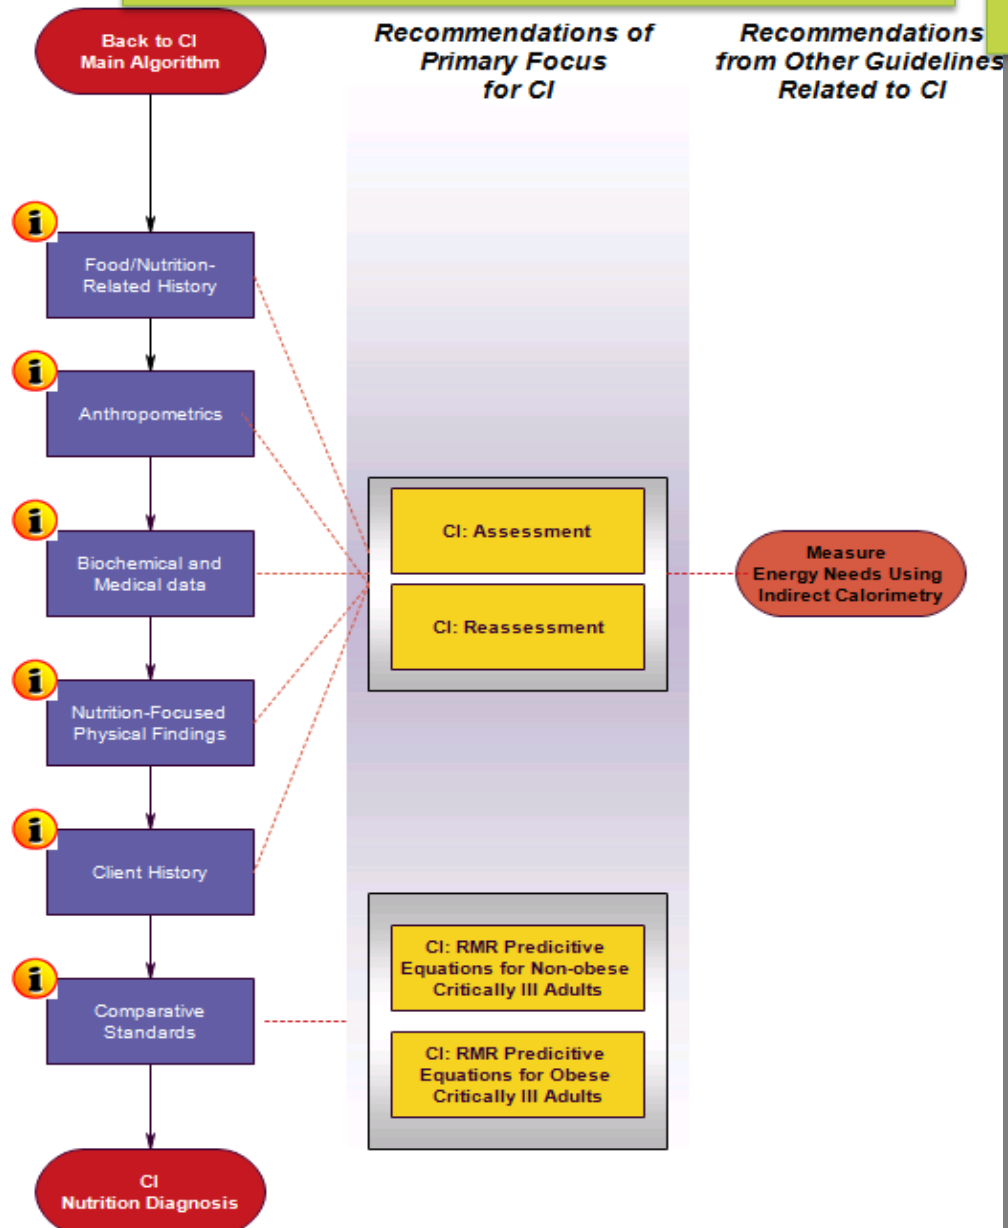 Back to CI
Main Algorithm
Recommendations of
Primary Focus
for CI
Recommendations
from Other Guidelines
Related to CI
i
Food/Nutrition-
Related History
i
Anthropometrics
i
Biochemical and
Medical data
i
Nutrition-Focused
Physical Findings
i
Client History
i
Comparative
Standards
CI
Nutrition Diagnosis
CI: Assessment
CI: Reassessment
Measure
Energy Needs Using
Indirect Calorimetry
CI: RMR Predicitive
Equations for Non-obese
Critically Ill Adults
CI: RMR Predicitive
Equations for Obese
Critically Ill Adults